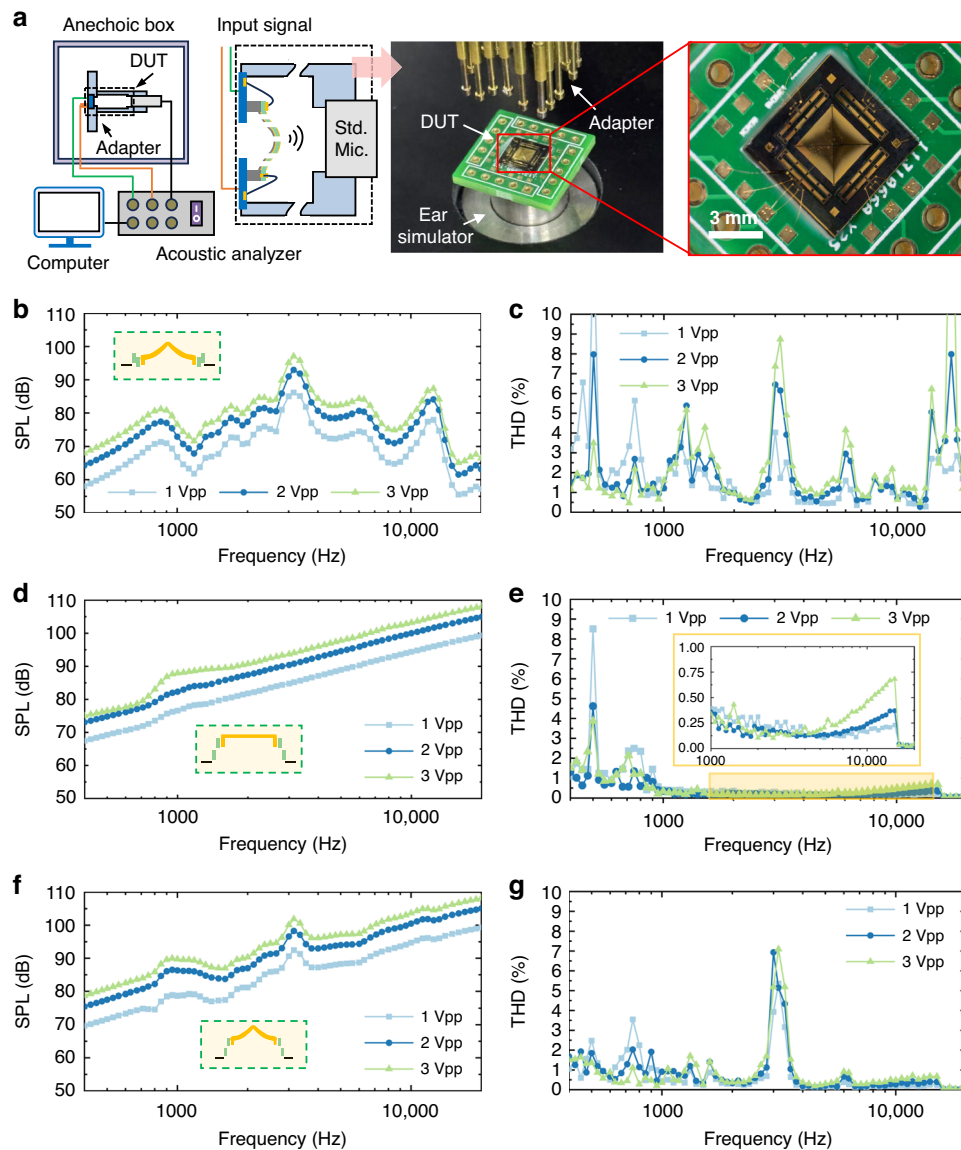 a
Anechoic box
Input signal
DUT
Adapter
Std.
Mic.
Computer
Acoustic analyzer
DUT
Adapter
Ear
simulator
3 mm
b
110
100
90
80
70
60
50
SPL (dB)
1 Vpp
2 Vpp
3 Vpp
1000
10,000
Frequency (Hz)
c
10
9
8
7
6
5
4
3
2
1
0
THD (%)
1 Vpp
2 Vpp
3 Vpp
1000
10,000
Frequency (Hz)
d
110
100
90
80
70
60
50
SPL (dB)
1 Vpp
2 Vpp
3 Vpp
1000
10,000
Frequency (Hz)
e
10
9
8
7
6
5
4
3
2
1
0
THD (%)
1 Vpp
2 Vpp
3 Vpp
1.00
0.75
0.50
0.25
0.00
1000
10,000
1000
10,000
Frequency (Hz)
f
110
100
90
80
70
60
50
SPL (dB)
1 Vpp
2 Vpp
3 Vpp
1000
10,000
Frequency (Hz)
g
10
9
8
7
6
5
4
3
2
1
0
THD (%)
1 Vpp
2 Vpp
3 Vpp
1000
10,000
Frequency (Hz)